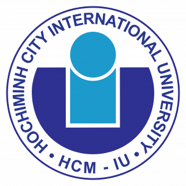 HOCHIMINH CITY INTERNATIONAL UNIVERSITY
• HCM - IU •